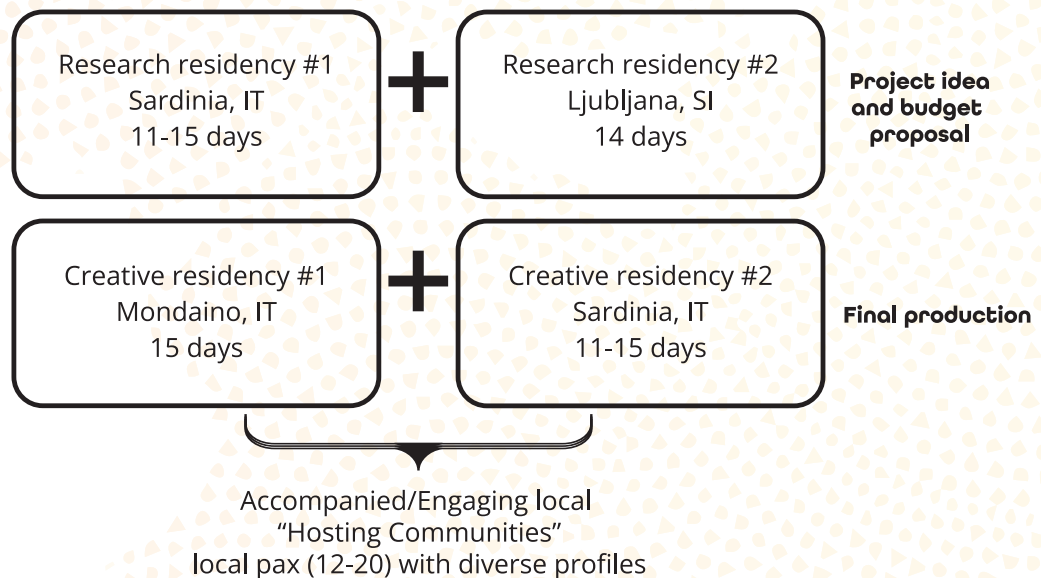 Research residency #1
Sardinia, IT
11-15 days
+
Research residency #2
Ljubljana, SI
14 days
Project idea
and budget
proposal
Creative residency #1
Mondaino, IT
15 days
+
Creative residency #2
Sardinia, IT
11-15 days
Final production
Accompanied/Engaging local
“Hosting Communities”
local pax (12-20) with diverse profiles